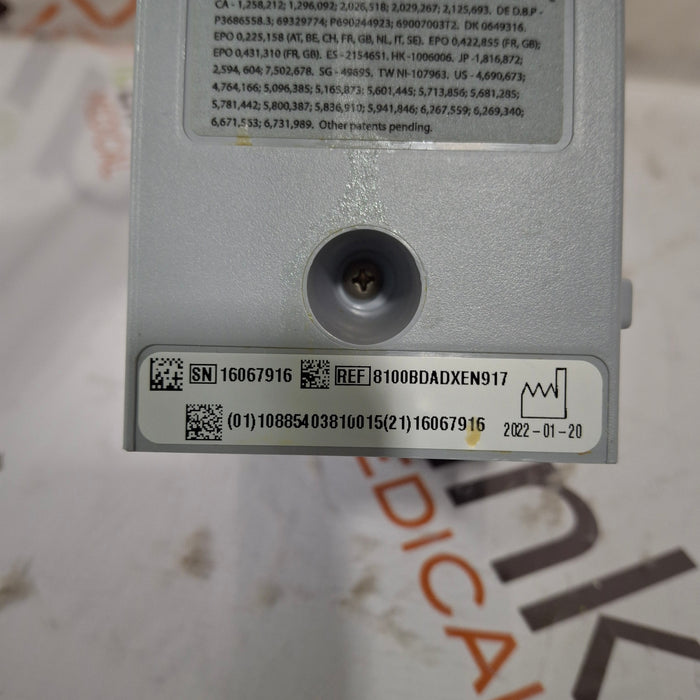 CA - 1,258,212; 1,296,092; 2,026,518; 2,029,267; 2,125,693. DE D.B.P -
P3686558.3; 69329774; P690244923; 69007003T2. DK 0649316.
EPO 0,225,158 (AT, BE, CH, FR, GB, NL, IT, SE). EPO 0,422,855 (FR, GB);
EPO 0,431,310 (FR, GB). ES - 2154651. HK -1006006. JP -1,816,872;
2,594,604; 7,502,678. SG - 49695. TW NI-107963. US - 4,690,673;
4,764,166; 5,096,385; 5,165,873; 5,601,445; 5,713,856; 5,681,285;
5,781,442; 5,800,387; 5,836,910; 5,941,846; 6,267,559; 6,269,340;
6,671,563; 6,731,989. Other patents pending.
SN 16067916 REF 8100BDADXEN917
(01)10885403810015(21)16067916 2022-01-20
MEDICAL